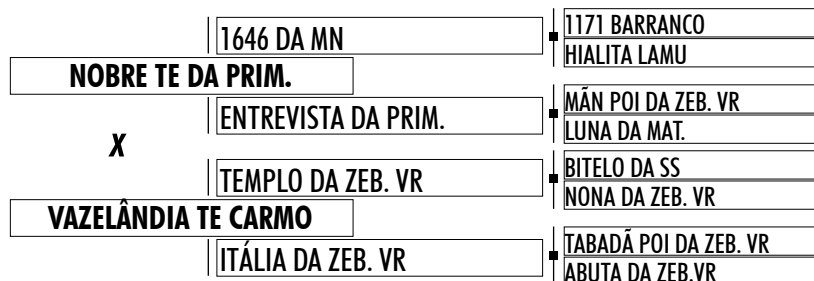 1646 DA MN
1171 BARRANCO
HIALITA LAMU
NOBRE TE DA PRIM.
ENTREVISTA DA PRIM.
MÃN POI DA ZEB. VR
LUNA DA MAT.
X
TEMPLO DA ZEB. VR
BITELO DA SS
NONA DA ZEB. VR
VAZELÂNDIA TE CARMO
ITÁLIA DA ZEB. VR
TABADÃ POI DA ZEB. VR
ABUTA DA ZEB.VR